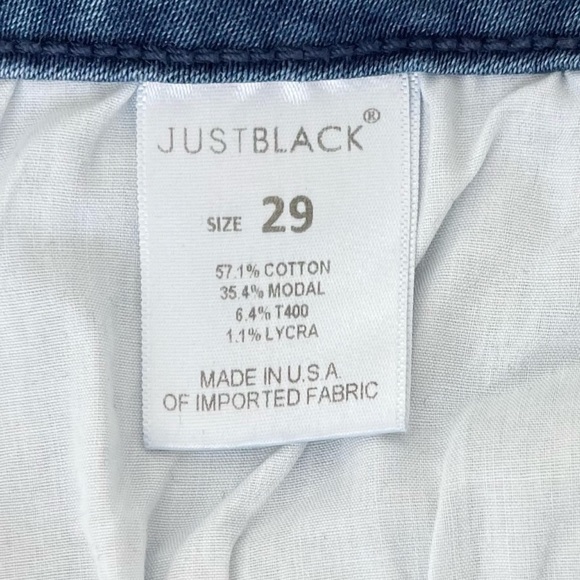 JUSTBLACK®
SIZE 29
57.1% COTTON
35.4% MODAL
6.4% T400
1.1% LYCRA
MADE IN U.S.A.
OF IMPORTED FABRIC